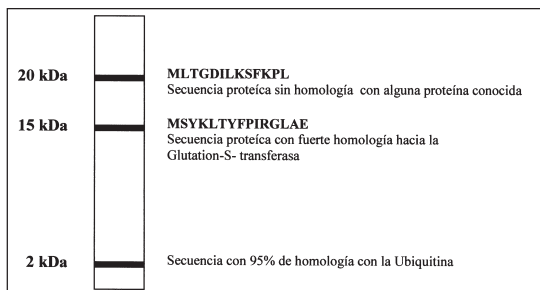 20 kDa
MLTGDILKSFKPL
Secuencia proteíca sin homología con alguna proteína conocida
15 kDa
MSYKLTYFPIRGLAE
Secuencia proteíca con fuerte homología hacia la
Glutation-S- transferasa
2 kDa
Secuencia con 95% de homología con la Ubiquitina